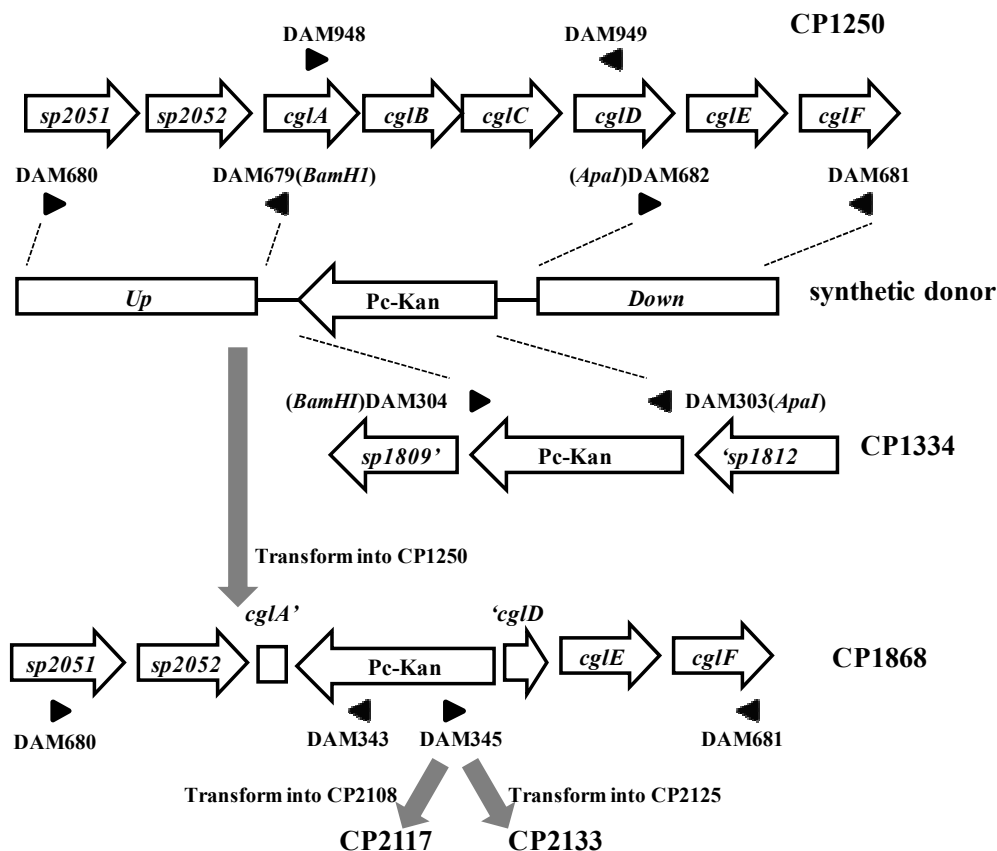 DAM948 DAM949 CP1250
sp2051 sp2052 cglA cglB cglC cglD cglE cglF
DAM680 DAM679(BamH1) (ApaI)DAM682 DAM681
Up Pc-Kan Down synthetic donor
(BamHI)DAM304 DAM303(ApaI)
sp1809’ Pc-Kan ‘sp1812 CP1334
Transform into CP1250
cglA’ ‘cglD
sp2051 sp2052 Pc-Kan cglE cglF CP1868
DAM680 DAM343 DAM345 DAM681
Transform into CP2108 Transform into CP2125
CP2117 CP2133